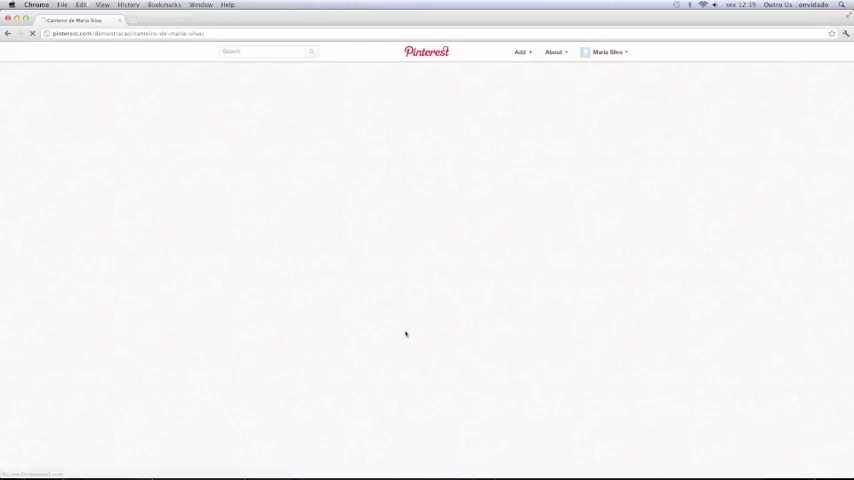 Chrome File Edit View History Bookmarks Window Help
sex 12:39 Outro Us...onvidado
Canteiro de Maria Silva
pinterest.com/demostracao/canteiro-de-maria-silva/
Search
Pinterest
Add +
About
Maria Silva